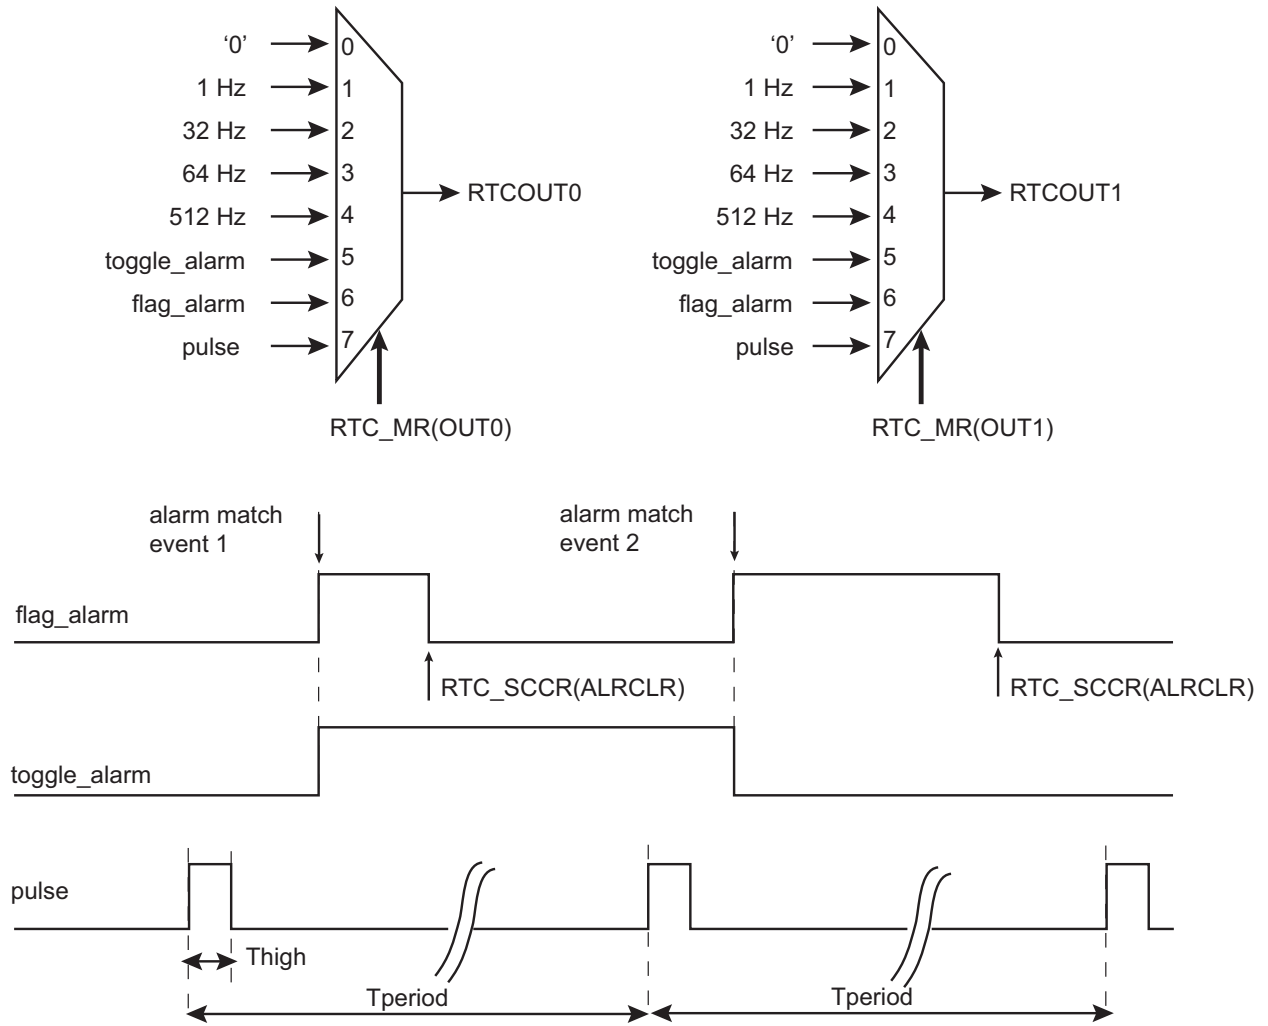 ‘0’ 0 ‘0’ 0
1 Hz 1 1 Hz 1
32 Hz 2 32 Hz 2
64 Hz 3 64 Hz 3
RTCOUT0 RTCOUT1
512 Hz 4 512 Hz 4
toggle_alarm 5 toggle_alarm 5
flag_alarm 6 flag_alarm 6
pulse 7 pulse 7
RTC_MR(OUT0) RTC_MR(OUT1)
alarm match
event 1
alarm match
event 2
flag_alarm
RTC_SCCR(ALRCLR) RTC_SCCR(ALRCLR)
toggle_alarm
pulse
Thigh
Tperiod Tperiod